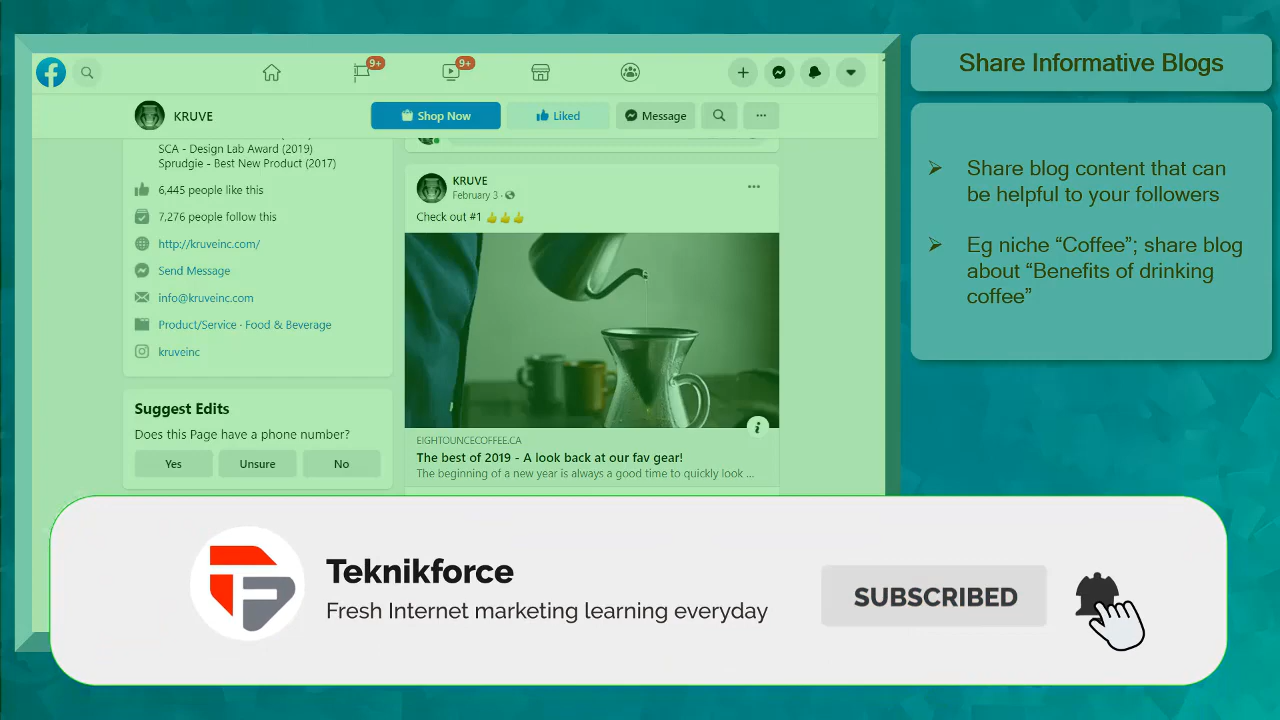 9+
9+
KRUVE
Shop Now
Liked
Message
SCA - Design Lab Award (2019)
Sprudgie - Best New Product (2017)
6,445 people like this
7,276 people follow this
http://kruveinc.com/
Send Message
info@kruveinc.com
Product/Service · Food & Beverage
kruveinc
Suggest Edits
Does this Page have a phone number?
Yes
Unsure
No
KRUVE
February 3 ·
Check out #1 👍👍👍
EIGHTOUNCECOFFEE.CA
The best of 2019 - A look back at our fav gear!
The beginning of a new year is always a good time to quickly look ...
Share Informative Blogs
Share blog content that can
be helpful to your followers
Eg niche “Coffee”; share blog
about “Benefits of drinking
coffee”
Teknikforce
Fresh Internet marketing learning everyday
SUBSCRIBED